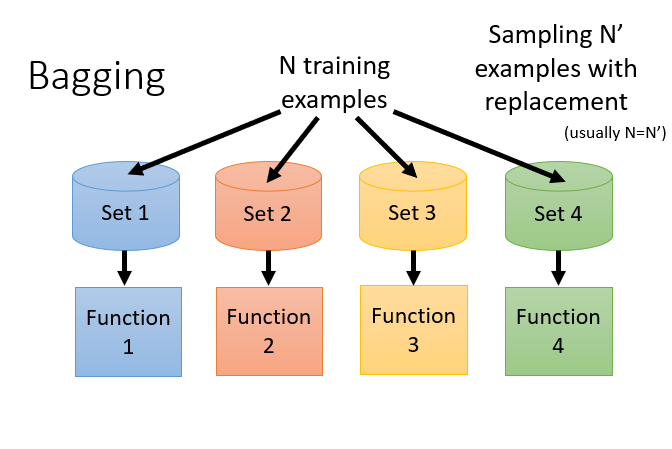 Bagging
N training
examples
Sampling N’
examples with
replacement
(usually N=N’)
Set 1
Set 2
Set 3
Set 4
Function
1
Function
2
Function
3
Function
4